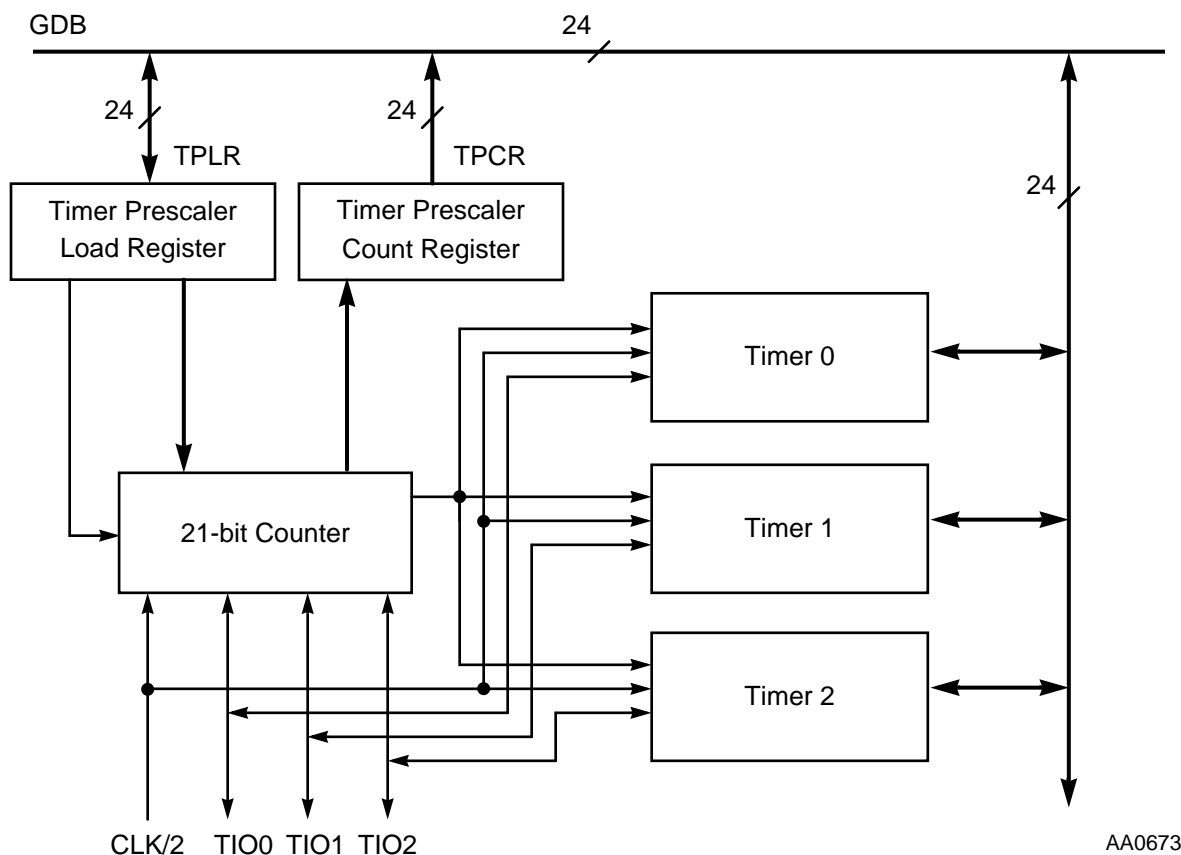 GDB
24
24
TPLR
24
TPCR
24
Timer Prescaler
Load Register
Timer Prescaler
Count Register
Timer 0
21-bit Counter
Timer 1
Timer 2
CLK/2
TIO0
TIO1
TIO2
AA0673